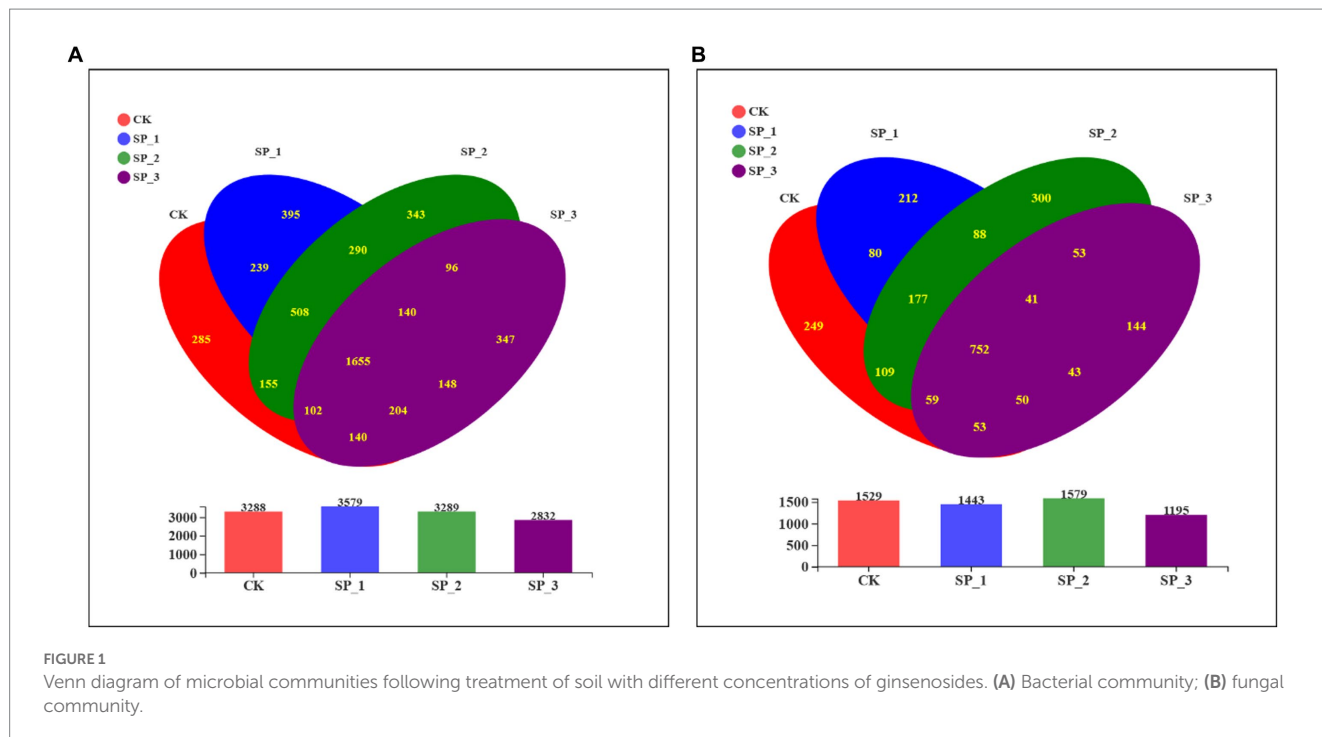 A
CK
SP_1
SP_2
SP_3
SP_1
SP_2
CK
SP_3
395
343
290
239
96
508
140
285
347
1655
155
148
102
204
140
3288
3579
3289
2832
3000
2000
1000
0
CK
SP_1
SP_2
SP_3
B
CK
SP_1
SP_2
SP_3
SP_1
SP_2
CK
SP_3
212
300
88
80
53
177
41
249
144
752
109
43
59
50
53
1529
1443
1579
1195
1500
1000
500
0
CK
SP_1
SP_2
SP_3
FIGURE 1
Venn diagram of microbial communities following treatment of soil with different concentrations of ginsenosides. (A) Bacterial community; (B) fungal
community.